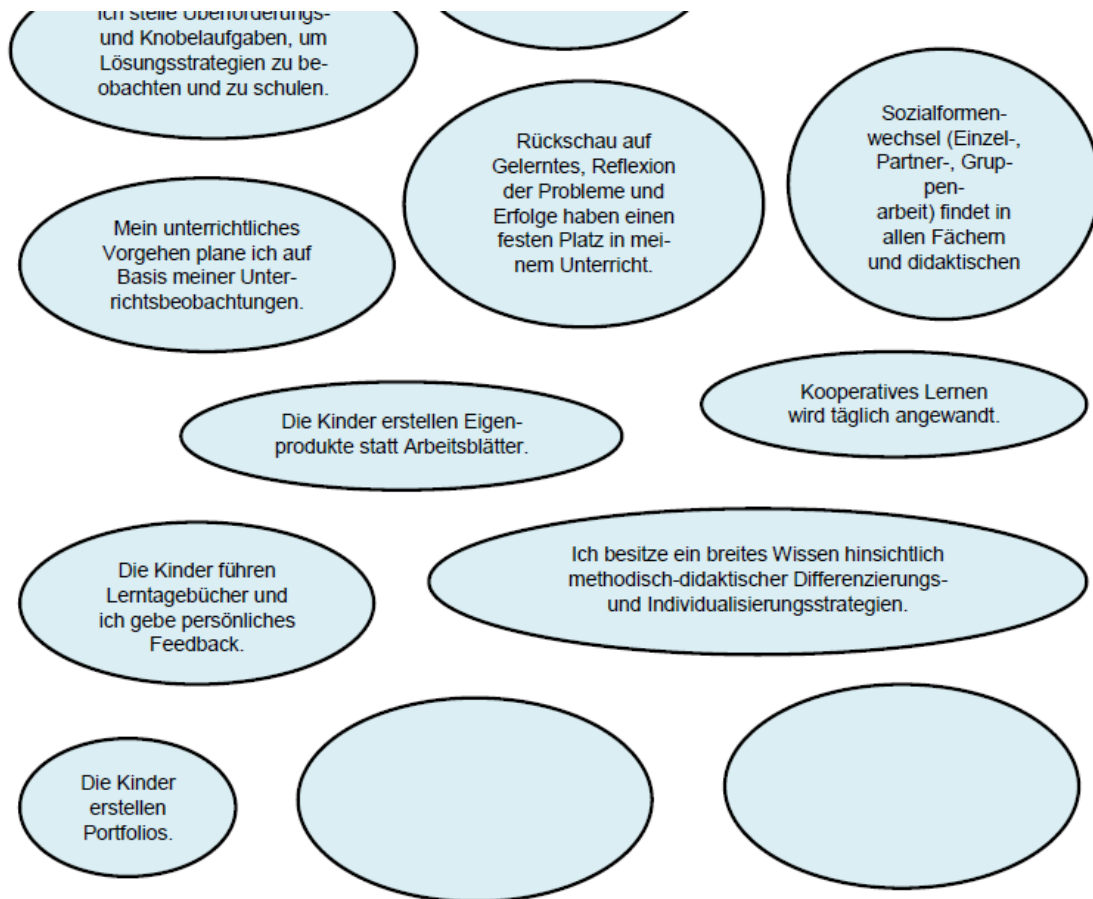 Ich stelle Überforderungs-
und Knobelaufgaben, um
Lösungsstrategien zu be-
obachten und zu schulen.
Sozialformen-
wechsel (Einzel-,
Partner-, Grup-
pen-
arbeit) findet in
allen Fächern
und didaktischen
Rückschau auf
Gelerntes, Reflexion
der Probleme und
Erfolge haben einen
festen Platz in mei-
nem Unterricht.
Mein unterrichtliches
Vorgehen plane ich auf
Basis meiner Unter-
richtsbeobachtungen.
Kooperatives Lernen
wird täglich angewandt.
Die Kinder erstellen Eigen-
produkte statt Arbeitsblätter.
Die Kinder führen
Lerntagebücher und
ich gebe persönliches
Feedback.
Ich besitze ein breites Wissen hinsichtlich
methodisch-didaktischer Differenzierungs-
und Individualisierungsstrategien.
Die Kinder
erstellen
Portfolios.